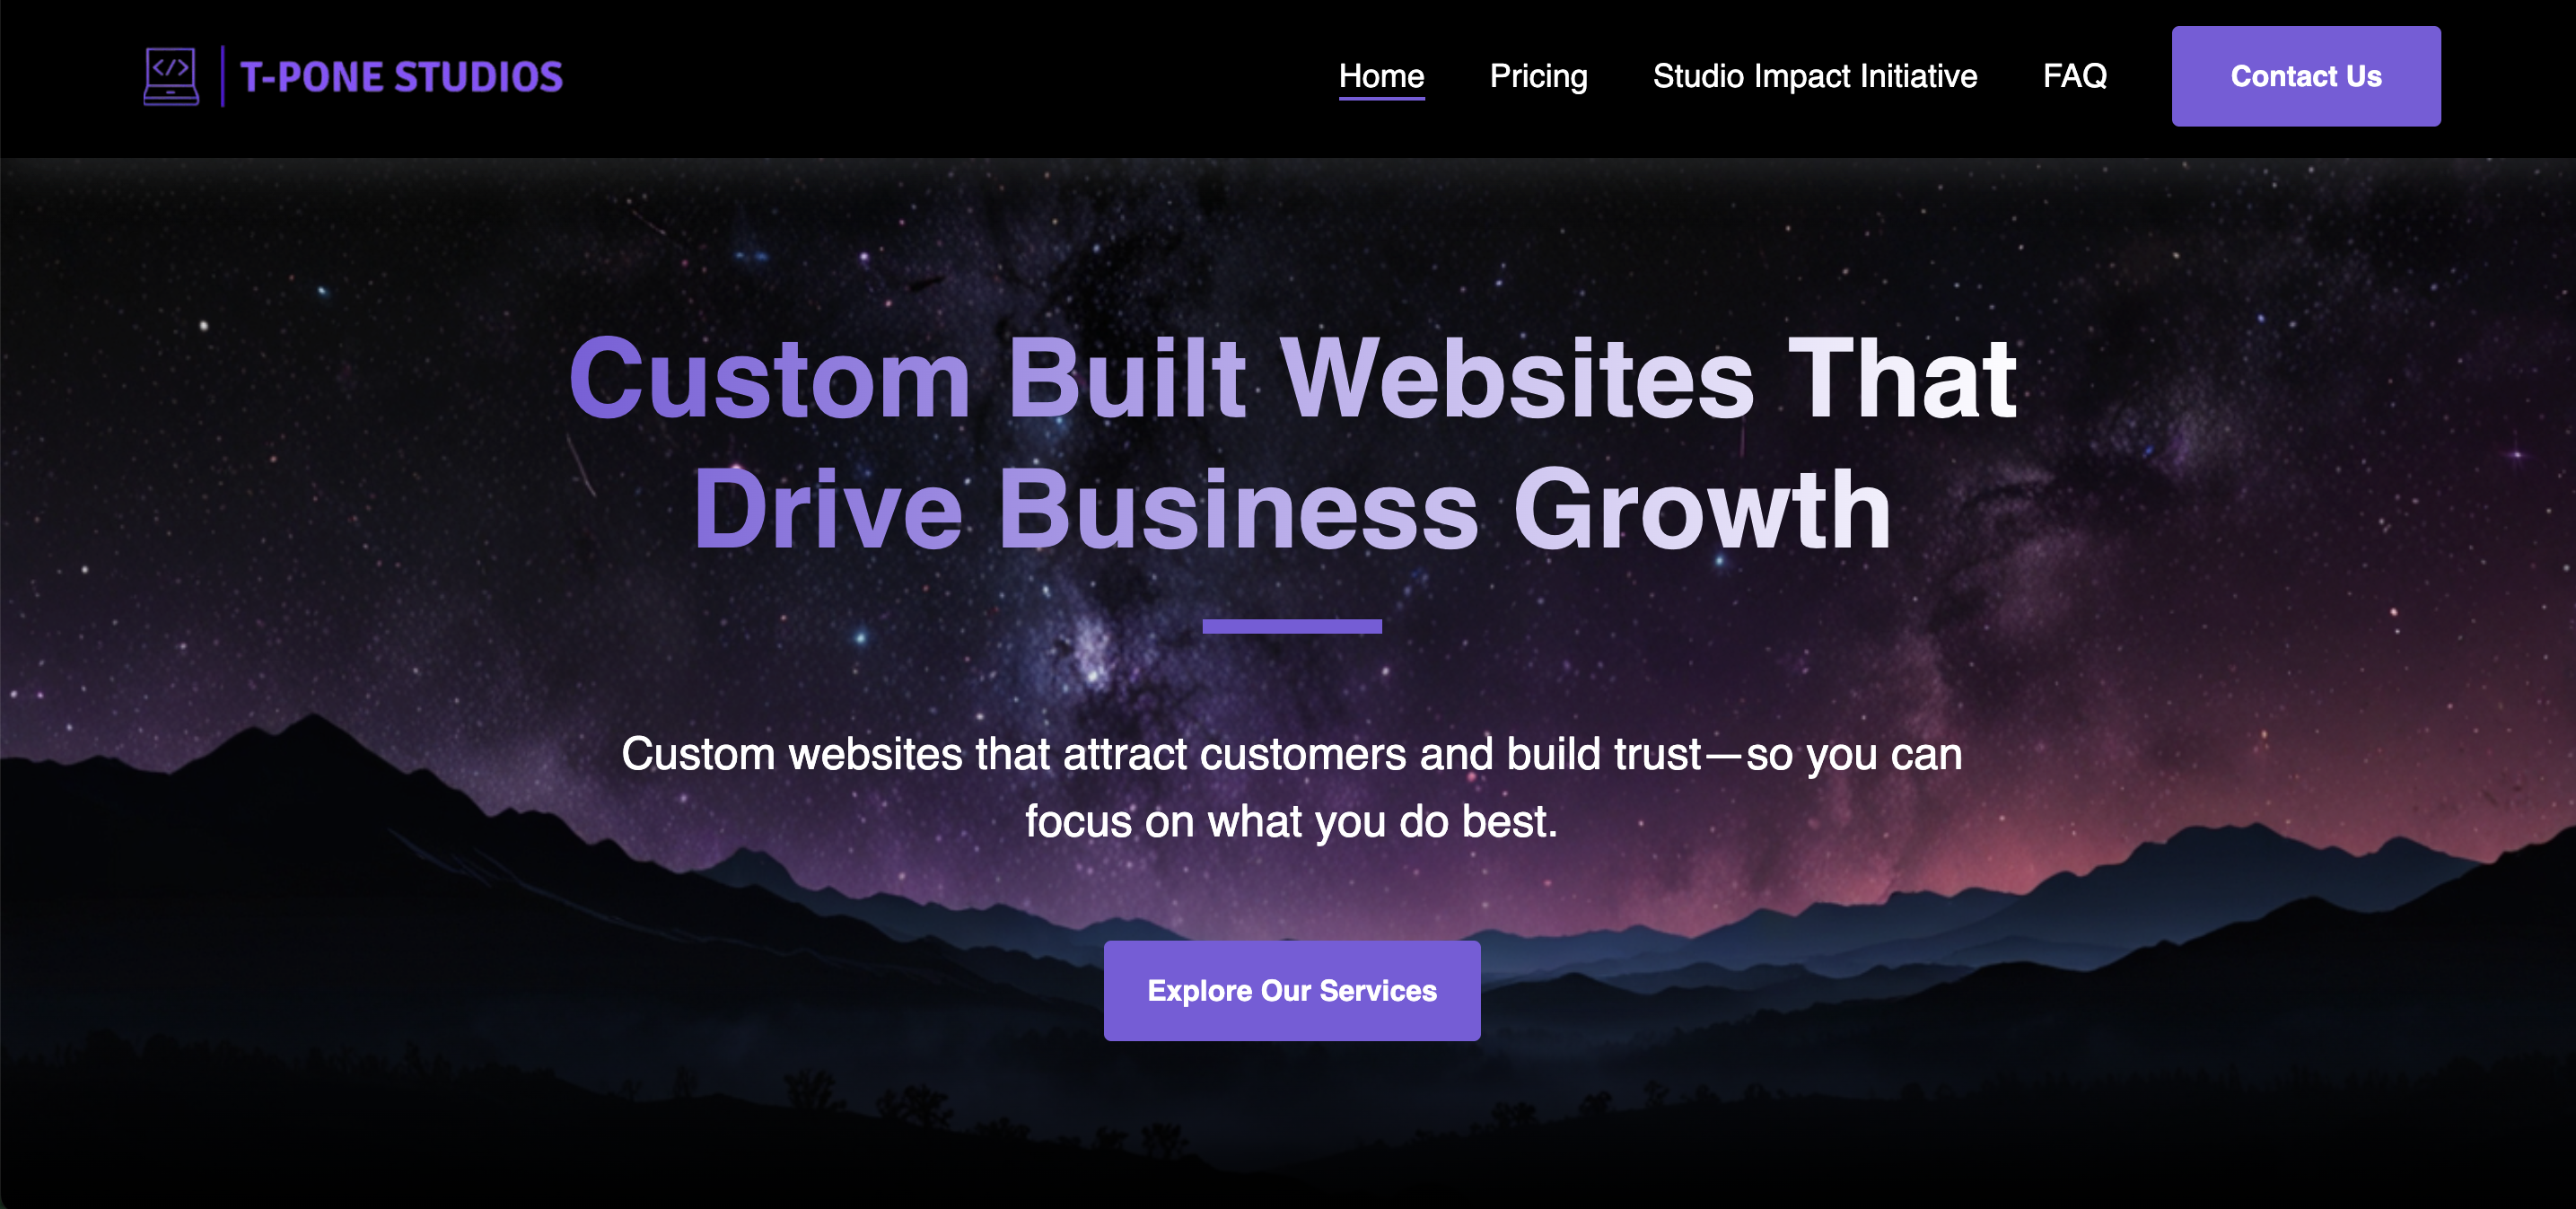 </>
T-PONE STUDIOS
Home
Pricing
Studio Impact Initiative
FAQ
Contact Us
Custom Built Websites That
Drive Business Growth
Custom websites that attract customers and build trust—so you can
focus on what you do best.
Explore Our Services